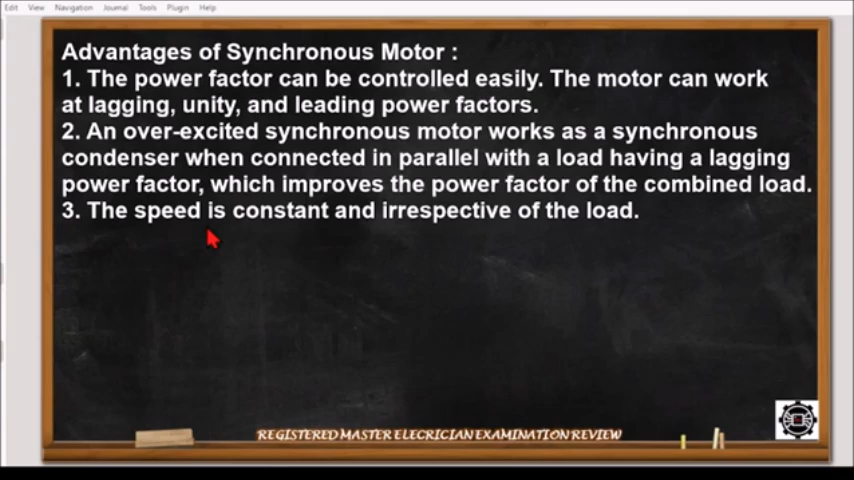 Edit View Navigation Journal Tools Plugin Help
Advantages of Synchronous Motor :
1. The power factor can be controlled easily. The motor can work
at lagging, unity, and leading power factors.
2. An over-excited synchronous motor works as a synchronous
condenser when connected in parallel with a load having a lagging
power factor, which improves the power factor of the combined load.
3. The speed is constant and irrespective of the load.
REGISTERED MASTER ELECRICIAN EXAMINATION REVIEW